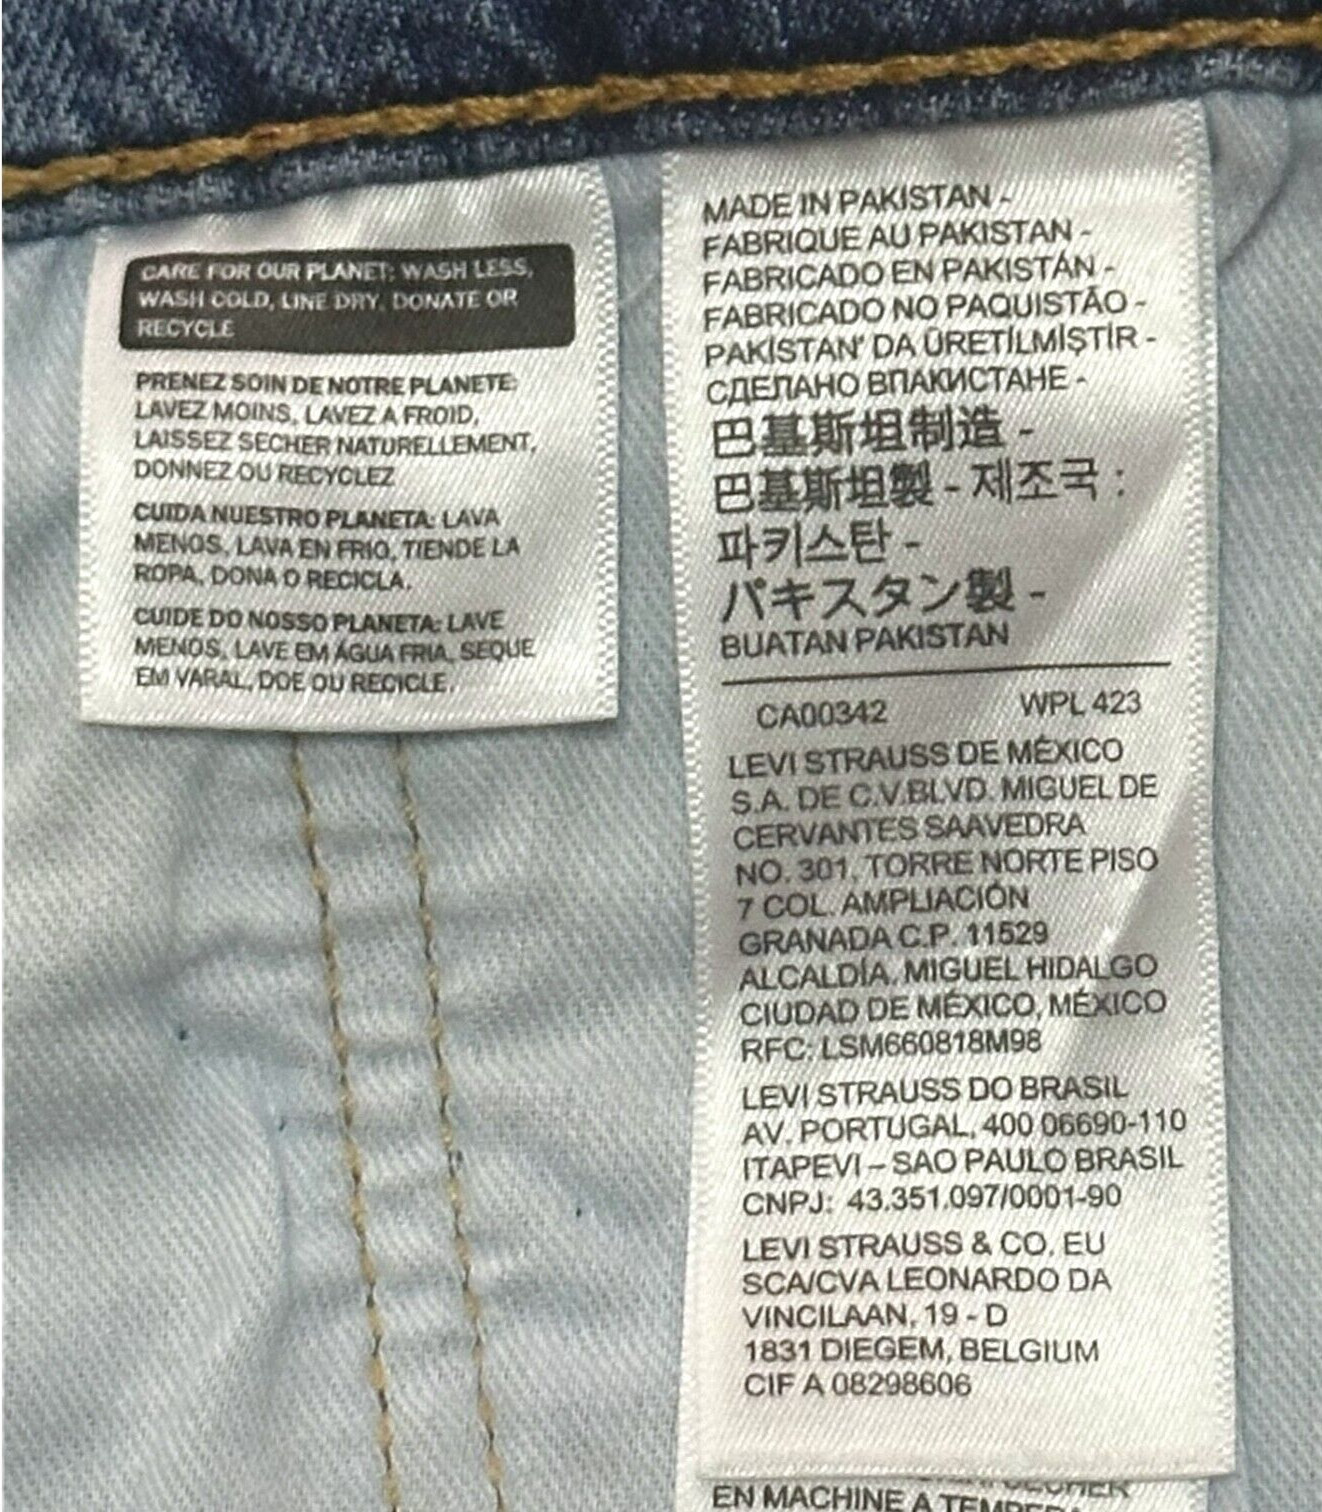 CARE FOR OUR PLANET: WASH LESS,
WASH COLD, LINE DRY, DONATE OR
RECYCLE
PRENEZ SOIN DE NOTRE PLANETE:
LAVEZ MOINS, LAVEZ A FROID,
LAISSEZ SECHER NATURELLEMENT,
DONNEZ OU RECYCLEZ
CUIDA NUESTRO PLANETA: LAVA
MENOS, LAVA EN FRIO, TIENDE LA
ROPA, DONA O RECICLA.
CUIDE DO NOSSO PLANETA: LAVE
MENOS, LAVE EM ÁGUA FRIA, SEQUE
EM VARAL, DOE OU RECICLE.
MADE IN PAKISTAN -
FABRIQUE AU PAKISTAN -
FABRICADO EN PAKISTÁN -
FABRICADO NO PAQUISTÃO -
PAKİSTAN' DA ÜRETİLMİŞTİR -
СДЕЛАНО ВПАКИСТАНЕ -
巴基斯坦制造 -
巴基斯坦製 - 제조국 :
파키스탄 -
パキスタン製 -
BUATAN PAKISTAN
CA00342 WPL 423
LEVI STRAUSS DE MÉXICO
S.A. DE C.V.BLVD. MIGUEL DE
CERVANTES SAAVEDRA
NO. 301, TORRE NORTE PISO
7 COL. AMPLIACIÓN
GRANADA C.P. 11529
ALCALDÍA. MIGUEL HIDALGO
CIUDAD DE MÉXICO, MÉXICO
RFC: LSM660818M98
LEVI STRAUSS DO BRASIL
AV. PORTUGAL, 400 06690-110
ITAPEVI – SAO PAULO BRASIL
CNPJ: 43.351.097/0001-90
LEVI STRAUSS & CO. EU
SCA/CVA LEONARDO DA
VINCILAAN, 19 - D
1831 DIEGEM, BELGIUM
CIF A 08298606
EN MACHINE A